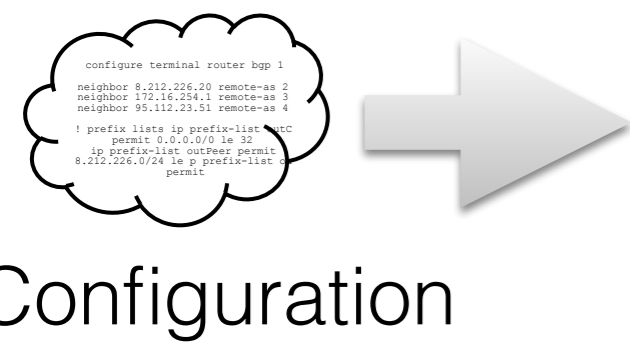 configure terminal router bgp 1
neighbor 8.212.226.20 remote-as 2
neighbor 172.16.254.1 remote-as 3
neighbor 95.112.23.51 remote-as 4
! prefix lists ip prefix-list
permit 0.0.0.0/0 le 32
ip prefix-list outPeer permit
8.212.226.0/24 le p prefix-list
permit
Configuration